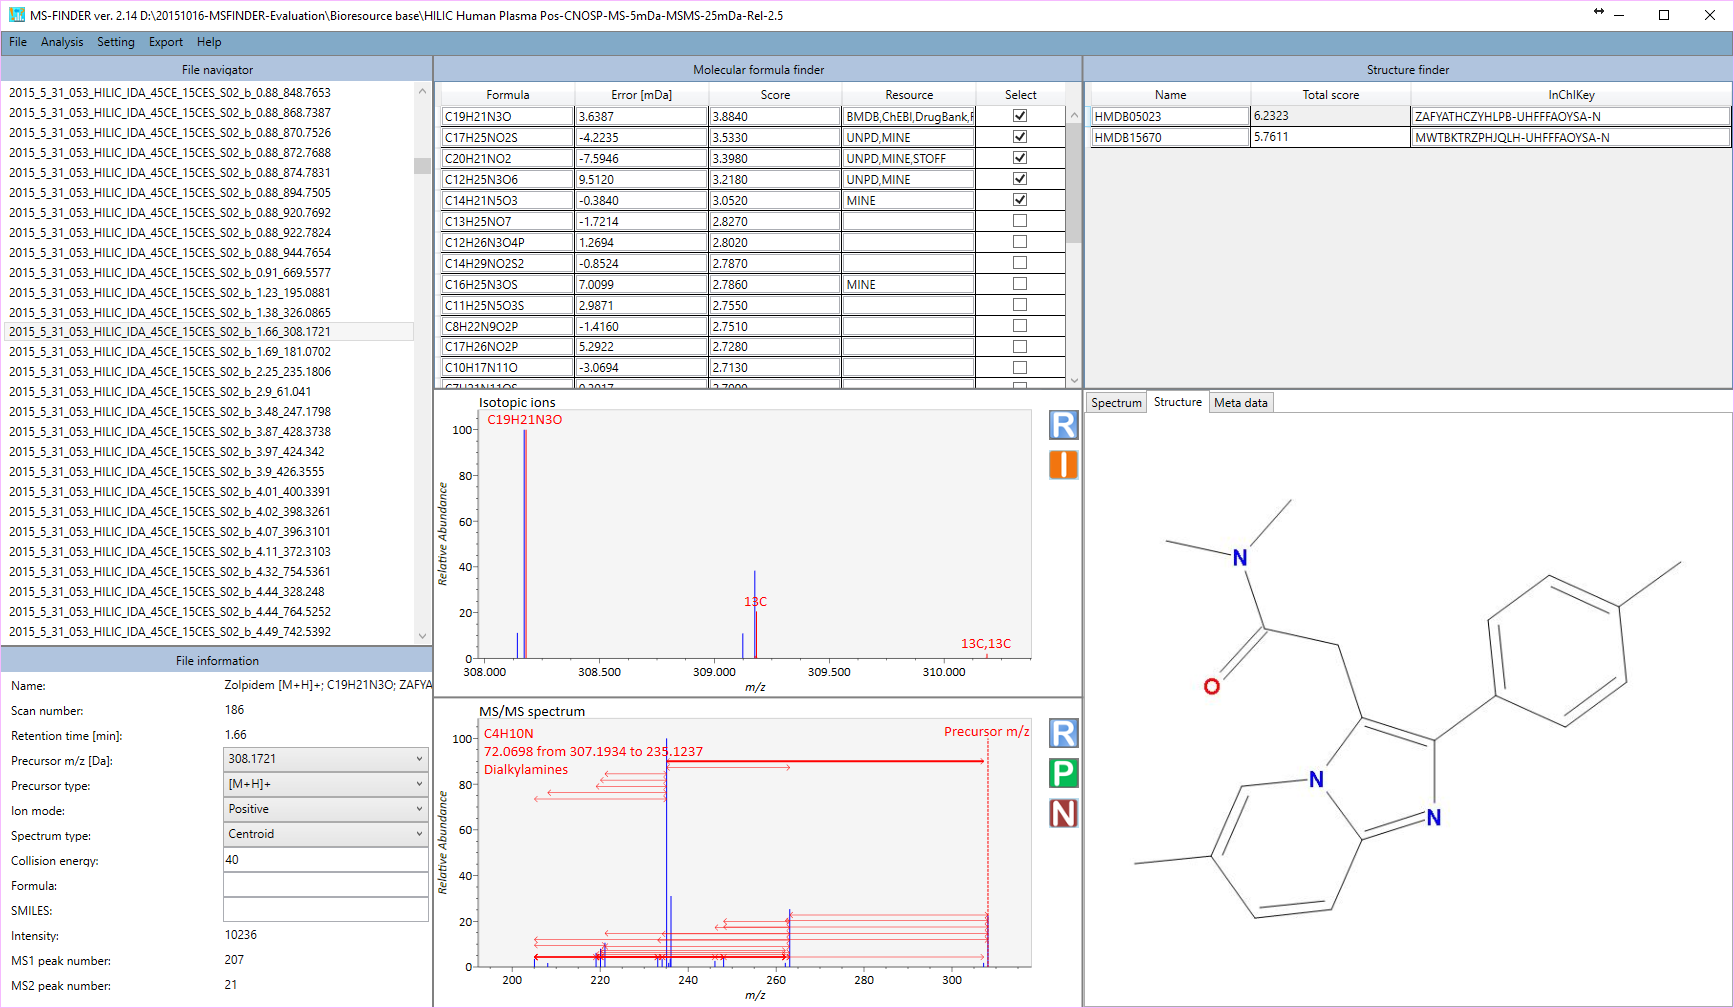 MS-FINDER ver. 2.14 D:\20151016-MSFINDER-Evaluation\Bioresource base\HILIC Human Plasma Pos-CNOSP-MS-5mDa-MSMS-25mDa-Rel-2.5
File Analysis Setting Export Help
File navigator
2015_5_31_053_HILIC_IDA_45CE_15CES_S02_b_0.88_848.7653
2015_5_31_053_HILIC_IDA_45CE_15CES_S02_b_0.88_868.7387
2015_5_31_053_HILIC_IDA_45CE_15CES_S02_b_0.88_870.7526
2015_5_31_053_HILIC_IDA_45CE_15CES_S02_b_0.88_872.7688
2015_5_31_053_HILIC_IDA_45CE_15CES_S02_b_0.88_874.7831
2015_5_31_053_HILIC_IDA_45CE_15CES_S02_b_0.88_894.7505
2015_5_31_053_HILIC_IDA_45CE_15CES_S02_b_0.88_920.7692
2015_5_31_053_HILIC_IDA_45CE_15CES_S02_b_0.88_922.7824
2015_5_31_053_HILIC_IDA_45CE_15CES_S02_b_0.88_944.7654
2015_5_31_053_HILIC_IDA_45CE_15CES_S02_b_0.91_669.5577
2015_5_31_053_HILIC_IDA_45CE_15CES_S02_b_1.23_195.0881
2015_5_31_053_HILIC_IDA_45CE_15CES_S02_b_1.38_326.0865
2015_5_31_053_HILIC_IDA_45CE_15CES_S02_b_1.66_308.1721
2015_5_31_053_HILIC_IDA_45CE_15CES_S02_b_1.69_181.0702
2015_5_31_053_HILIC_IDA_45CE_15CES_S02_b_2.25_235.1806
2015_5_31_053_HILIC_IDA_45CE_15CES_S02_b_2.9_61.041
2015_5_31_053_HILIC_IDA_45CE_15CES_S02_b_3.48_247.1798
2015_5_31_053_HILIC_IDA_45CE_15CES_S02_b_3.87_428.3738
2015_5_31_053_HILIC_IDA_45CE_15CES_S02_b_3.97_424.342
2015_5_31_053_HILIC_IDA_45CE_15CES_S02_b_3.9_426.3555
2015_5_31_053_HILIC_IDA_45CE_15CES_S02_b_4.01_400.3391
2015_5_31_053_HILIC_IDA_45CE_15CES_S02_b_4.02_398.3261
2015_5_31_053_HILIC_IDA_45CE_15CES_S02_b_4.07_396.3101
2015_5_31_053_HILIC_IDA_45CE_15CES_S02_b_4.11_372.3103
2015_5_31_053_HILIC_IDA_45CE_15CES_S02_b_4.32_754.5361
2015_5_31_053_HILIC_IDA_45CE_15CES_S02_b_4.44_328.248
2015_5_31_053_HILIC_IDA_45CE_15CES_S02_b_4.44_764.5252
2015_5_31_053_HILIC_IDA_45CE_15CES_S02_b_4.49_742.5392
File information
Name: Zolpidem [M+H]+; C19H21N3O; ZAFYA
Scan number: 186
Retention time [min]: 1.66
Precursor m/z [Da]: 308.1721
Precursor type: [M+H]+
Ion mode: Positive
Spectrum type: Centroid
Collision energy: 40
Formula:
SMILES:
Intensity: 10236
MS1 peak number: 207
MS2 peak number: 21
Molecular formula finder
Formula Error [mDa] Score Resource Select
C19H21N3O 3.6387 3.8840 BMDB,ChEBI,DrugBank,F
C17H25NO2S -4.2235 3.5330 UNPD,MINE
C20H21NO2 -7.5946 3.3980 UNPD,MINE,STOFF
C12H25N3O6 9.5120 3.2180 UNPD,MINE
C14H21N5O3 -0.3840 3.0520 MINE
C13H25NO7 -1.7214 2.8270
C12H26N3O4P 1.2694 2.8020
C14H29NO2S2 -0.8524 2.7870
C16H25N3OS 7.0099 2.7860 MINE
C11H25N5O3S 2.9871 2.7550
C8H22N9O2P -1.4160 2.7510
C17H26NO2P 5.2922 2.7280
C10H17N11O -3.0694 2.7130
Isotopic ions
C19H21N3O
13C
13C,13C
Relative Abundance
100
80
60
40
20
0
308.000 308.500 309.000 309.500 310.000
m/z
R
I
MS/MS spectrum
C4H10N
72.0698 from 307.1934 to 235.1237
Dialkylamines
Precursor m/z
Relative Abundance
100
80
60
40
20
0
200 220 240 260 280 300
m/z
R
P
N
Structure finder
Name Total score InChIKey
HMDB05023 6.2323 ZAFYATHCZYHLPB-UHFFFAOYSA-N
HMDB15670 5.7611 MWTBKTRZPHJQLH-UHFFFAOYSA-N
Spectrum Structure Meta data
N
O
N
N